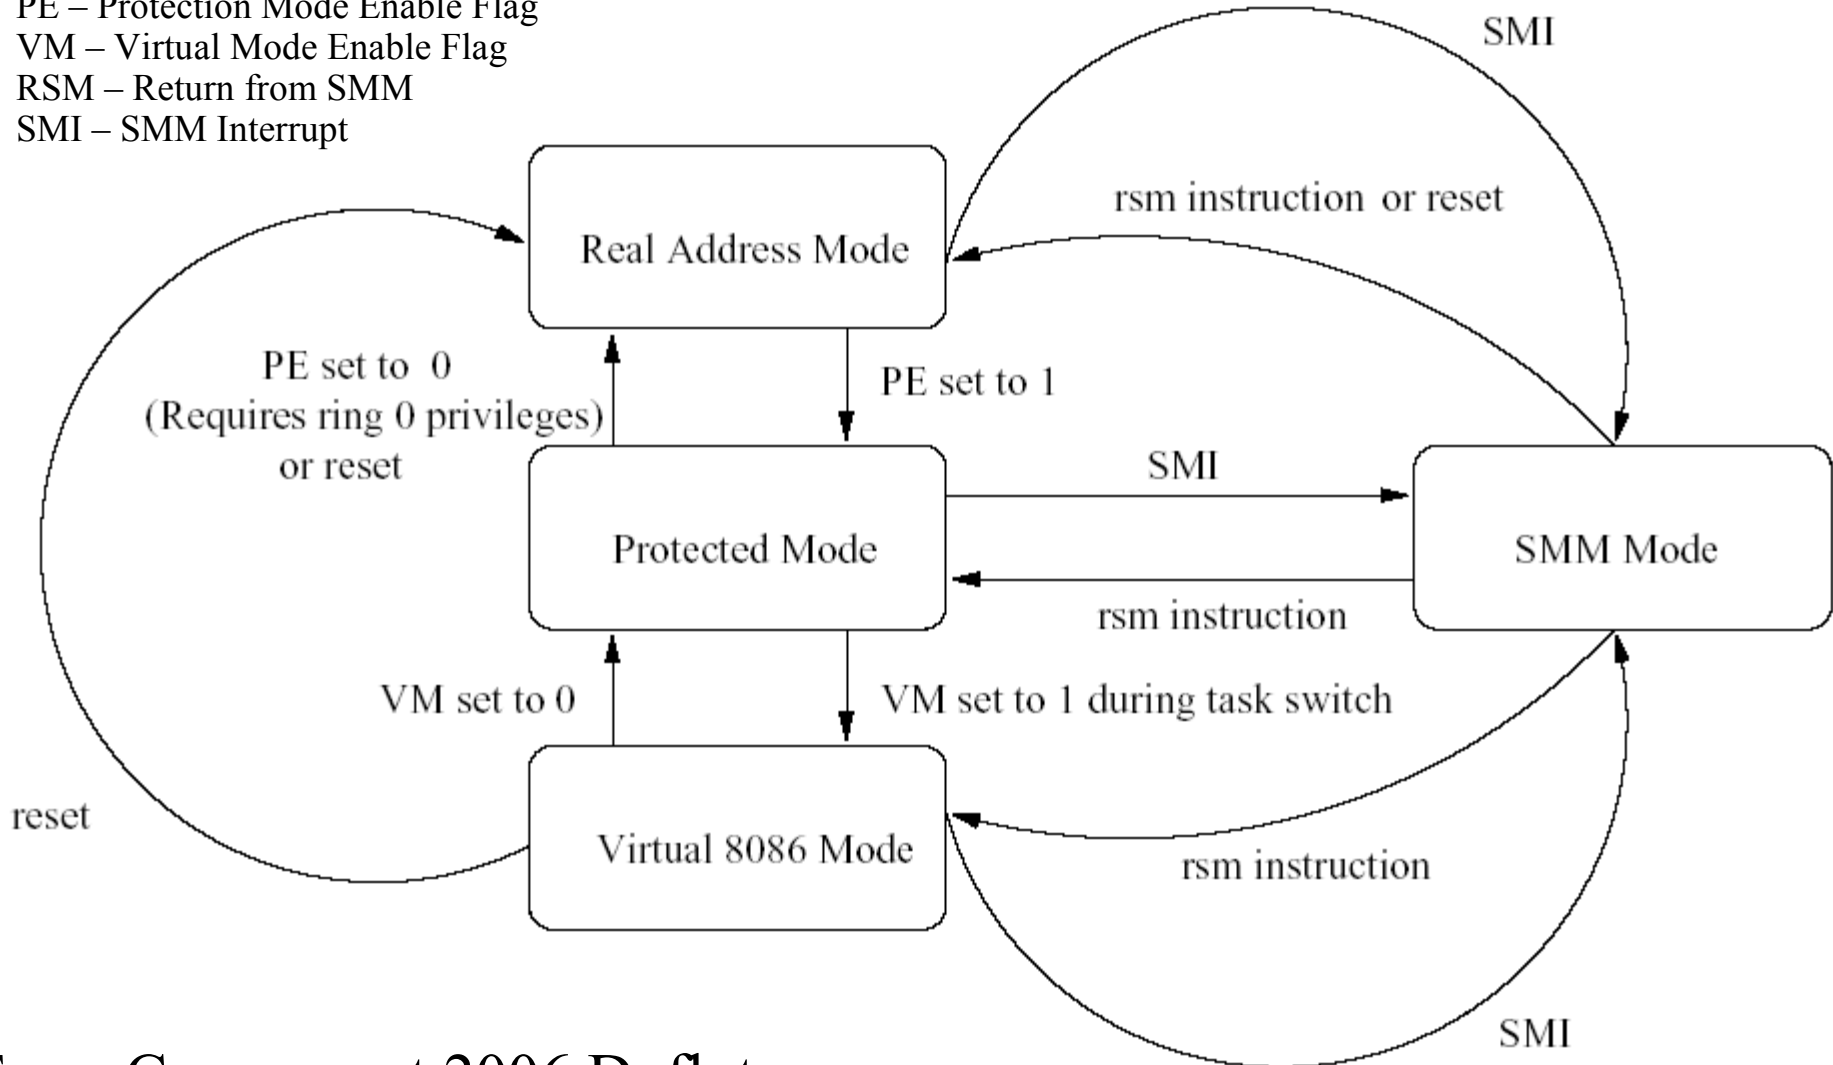 PE – Protection Mode Enable Flag
VM – Virtual Mode Enable Flag
RSM – Return from SMM
SMI – SMM Interrupt
SMI
rsm instruction or reset
Real Address Mode
PE set to 0
(Requires ring 0 privileges)
or reset
PE set to 1
SMI
Protected Mode
SMM Mode
rsm instruction
VM set to 0
VM set to 1 during task switch
reset
Virtual 8086 Mode
rsm instruction
SMI
2006